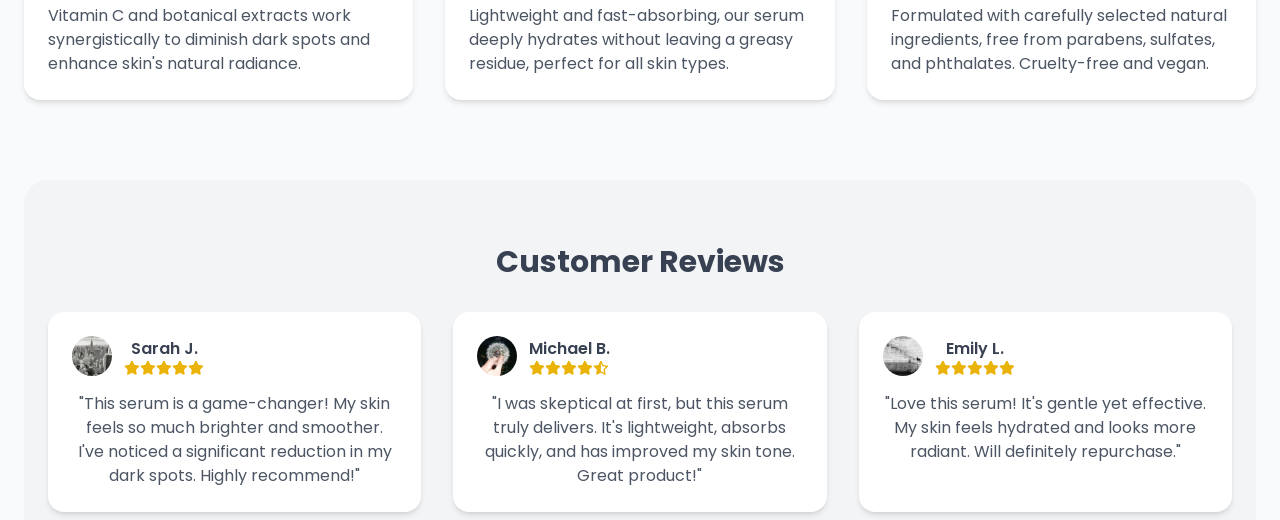 Vitamin C and botanical extracts work
synergistically to diminish dark spots and
enhance skin's natural radiance.
Lightweight and fast-absorbing, our serum
deeply hydrates without leaving a greasy
residue, perfect for all skin types.
Formulated with carefully selected natural
ingredients, free from parabens, sulfates,
and phthalates. Cruelty-free and vegan.
Customer Reviews
Sarah J.
"This serum is a game-changer! My skin
feels so much brighter and smoother.
I've noticed a significant reduction in my
dark spots. Highly recommend!"
Michael B.
"I was skeptical at first, but this serum
truly delivers. It's lightweight, absorbs
quickly, and has improved my skin tone.
Great product!"
Emily L.
"Love this serum! It's gentle yet effective.
My skin feels hydrated and looks more
radiant. Will definitely repurchase."